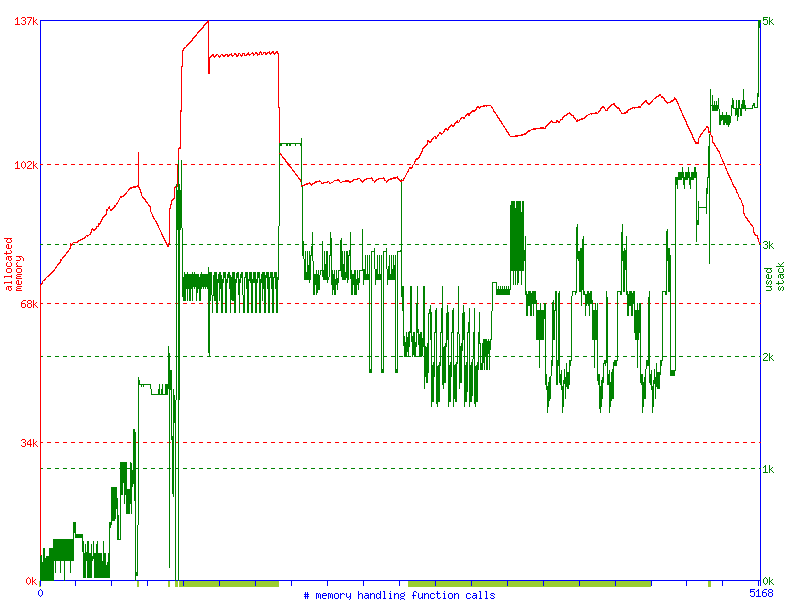 137k
5k
102k
allocated
memory
3k
used
stack
68k
2k
34k
1k
0k
0k
0
# memory handling function calls
5168